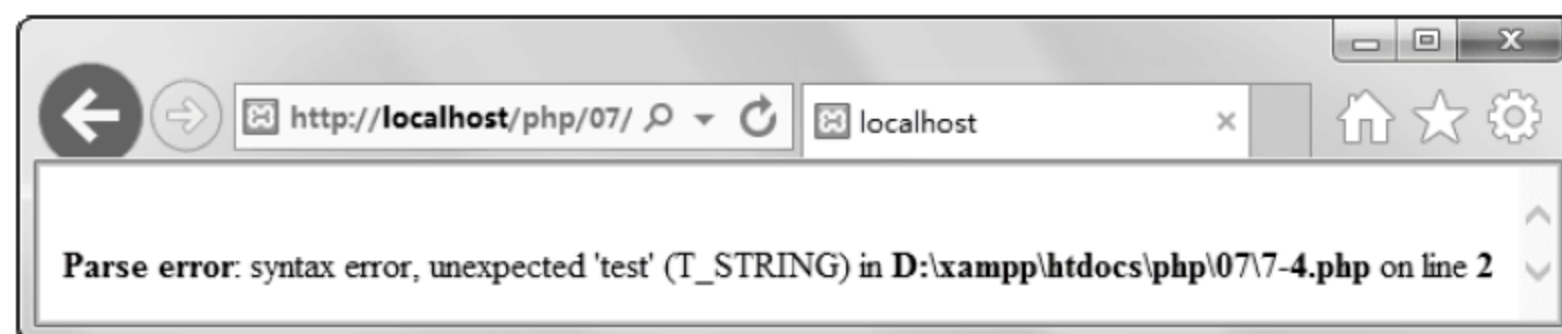 http://localhost/php/07/ localhost
Parse error: syntax error, unexpected 'test' (T_STRING) in D:\xampp\htdocs\php\07\7-4.php on line 2